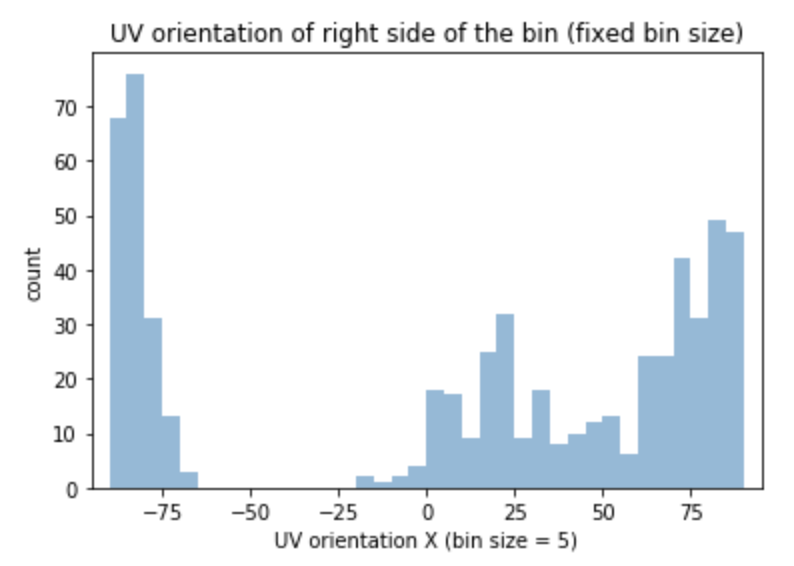 UV orientation of right side of the bin (fixed bin size)
count
70
60
50
40
30
20
10
0
−75 −50 −25 0 25 50 75
UV orientation X (bin size = 5)